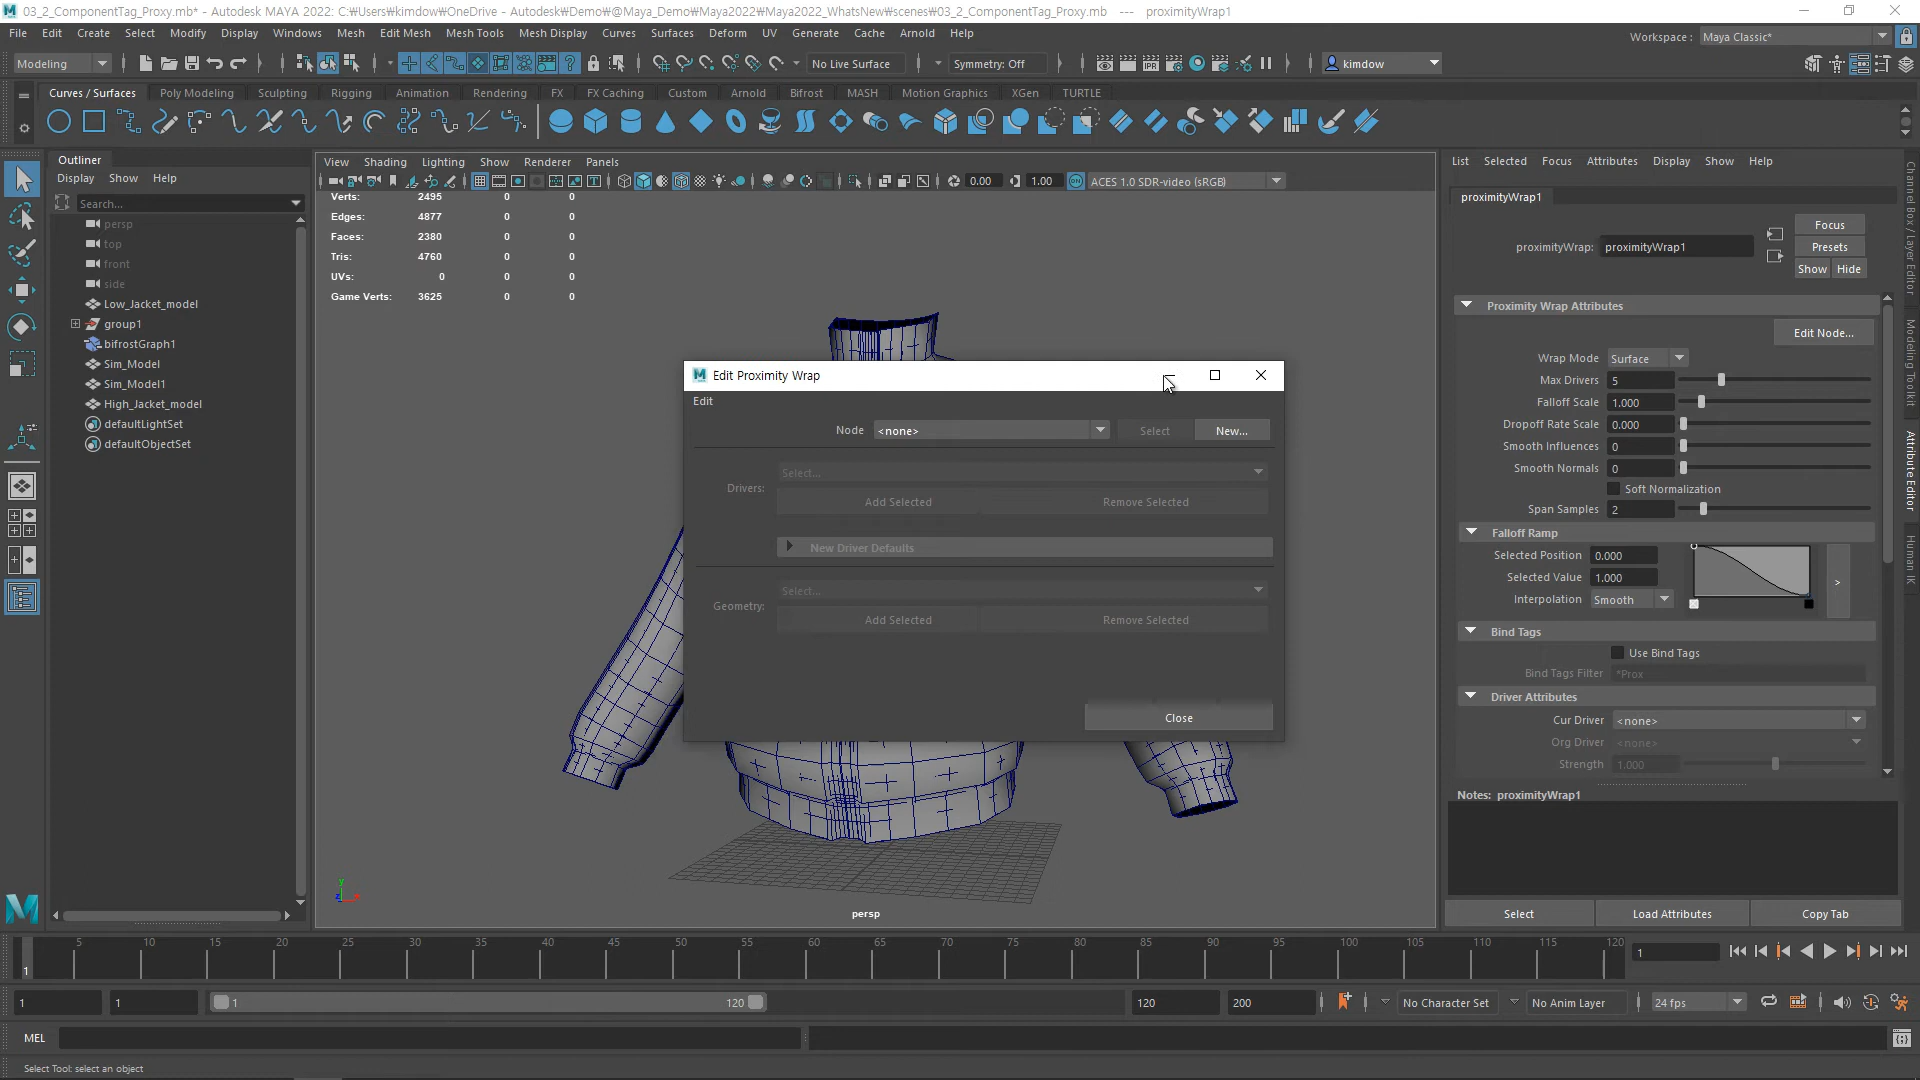 03_2_ComponentTag_Proxy.mb* - Autodesk MAYA 2022: C:₩Users₩kimdow₩OneDrive - Autodesk₩Demo₩@Maya_Demo₩Maya2022₩Maya2022_WhatsNew₩scenes₩03_2_ComponentTag_Proxy.mb --- proximityWrap1
File Edit Create Select Modify Display Windows Mesh Edit Mesh Mesh Tools Mesh Display Curves Surfaces Deform UV Generate Cache Arnold Help
Workspace : Maya Classic*
Modeling No Live Surface Symmetry: Off kimdow
Curves / Surfaces Poly Modeling Sculpting Rigging Animation Rendering FX FX Caching Custom Arnold Bifrost MASH Motion Graphics XGen TURTLE
Outliner
Display Show Help
Search...
persp
top
front
side
Low_Jacket_model
group1
bifrostGraph1
Sim_Model
Sim_Model1
High_Jacket_model
defaultLightSet
defaultObjectSet
View Shading Lighting Show Renderer Panels
0.00 1.00 ACES 1.0 SDR-video (sRGB)
Verts: 2495 0 0
Edges: 4877 0 0
Faces: 2380 0 0
Tris: 4760 0 0
UVs: 0 0 0
Game Verts: 3625 0 0
Edit Proximity Wrap
Edit
Node <none> Select New...
Select...
Drivers:
Add Selected Remove Selected
New Driver Defaults
Select...
Geometry:
Add Selected Remove Selected
Close
persp
List Selected Focus Attributes Display Show Help
proximityWrap1
Focus
proximityWrap: proximityWrap1
Presets
Show Hide
Proximity Wrap Attributes
Edit Node...
Wrap Mode Surface
Max Drivers 5
Falloff Scale 1.000
Dropoff Rate Scale 0.000
Smooth Influences 0
Smooth Normals 0
Soft Normalization
Span Samples 2
Falloff Ramp
Selected Position 0.000
Selected Value 1.000
>
Interpolation Smooth
Bind Tags
Use Bind Tags
Bind Tags Filter *Prox
Driver Attributes
Cur Driver <none>
Org Driver <none>
Strength 1.000
Notes: proximityWrap1
Select Load Attributes Copy Tab
Channel Box / Layer Editor
Modeling Toolkit
Attribute Editor
Human IK
5 10 15 20 25 30 35 40 45 50 55 60 65 70 75 80 85 90 95 100 105 110 115 120
1
1
1 1 1 120 120 200 No Character Set No Anim Layer 24 fps
MEL
Select Tool: select an object